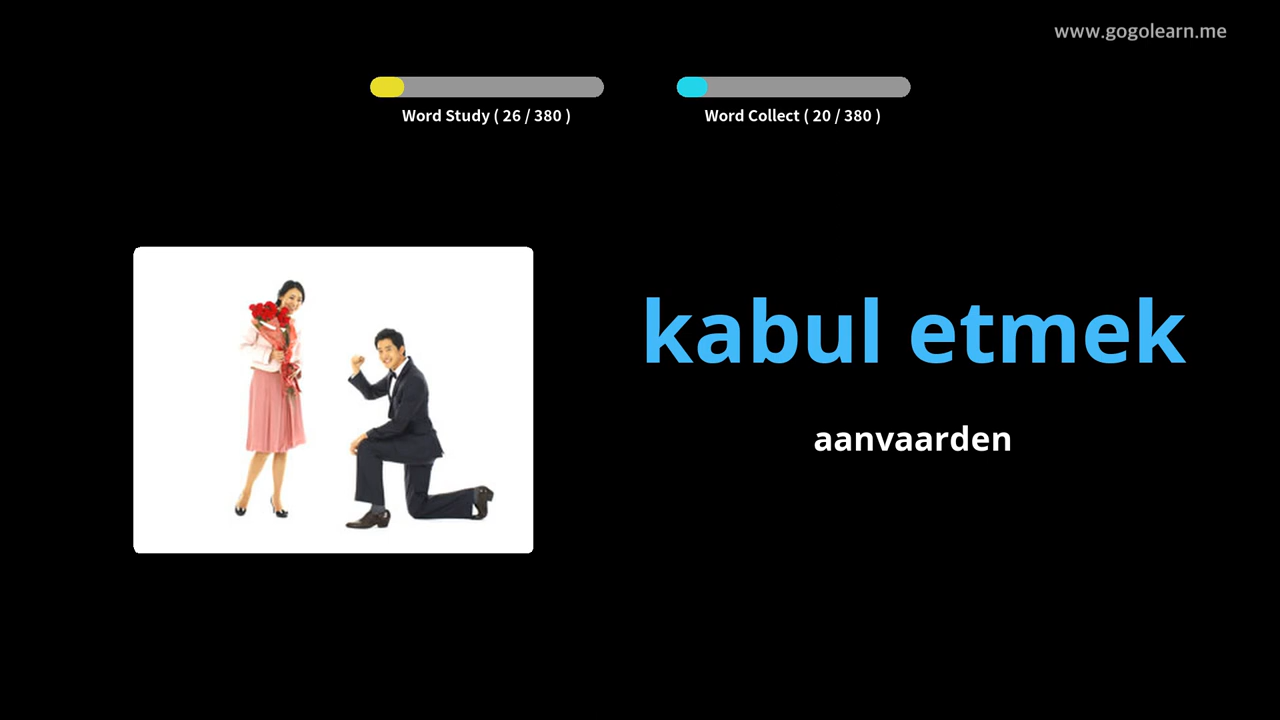 www.gogolearn.me
Word Study ( 26 / 380 )
Word Collect ( 20 / 380 )
kabul etmek
aanvaarden